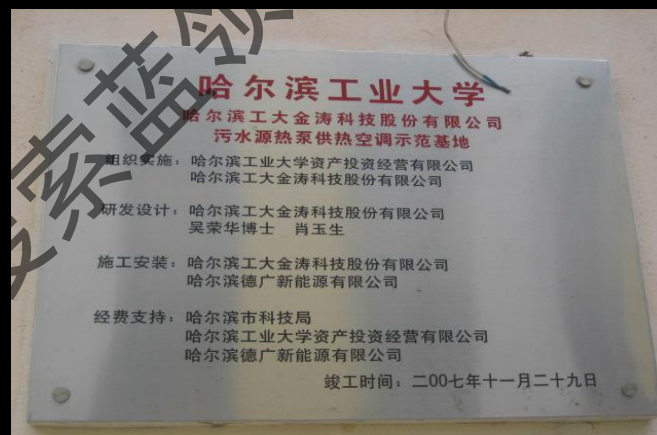 哈尔滨工业大学
哈尔滨工大金涛科技股份有限公司
污水源热泵供热空调示范基地
组织实施：哈尔滨工业大学资产投资经营有限公司
哈尔滨工大金涛科技股份有限公司
研发设计：哈尔滨工大金涛科技股份有限公司
吴荣华博士 肖玉生
施工安装：哈尔滨工大金涛科技股份有限公司
哈尔滨德广新能源有限公司
经费支持：哈尔滨市科技局
哈尔滨工业大学资产投资经营有限公司
哈尔滨德广新能源有限公司
竣工时间：二00七年十一月二十九日
索蓝领